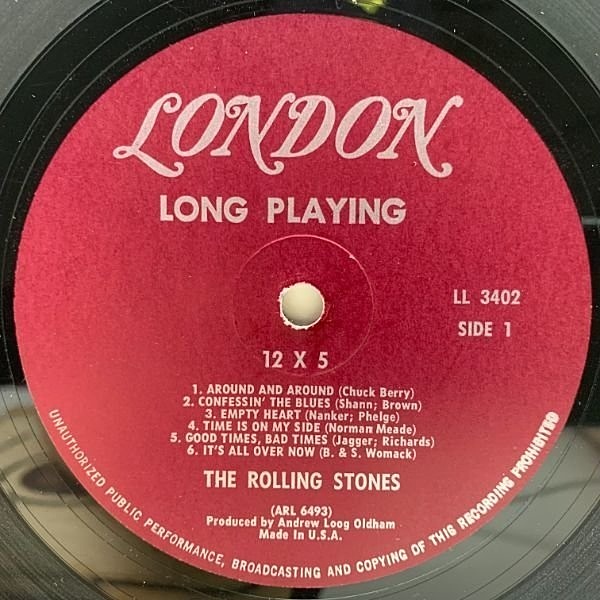 LONDON
LONG PLAYING
LL 3402
SIDE 1
12 X 5
1. AROUND AND AROUND (Chuck Berry)
2. CONFESSIN' THE BLUES (Shann; Brown)
3. EMPTY HEART (Nanker; Phelge)
4. TIME IS ON MY SIDE (Norman Meade)
5. GOOD TIMES, BAD TIMES (Jagger; Richards)
6. IT'S ALL OVER NOW (B. & S. Womack)
THE ROLLING STONES
(ARL 6493)
Produced by Andrew Loog Oldham
Made In U.S.A.
UNAUTHORIZED PUBLIC PERFORMANCE, BROADCASTING AND COPYING OF THIS RECORDING PROHIBITED